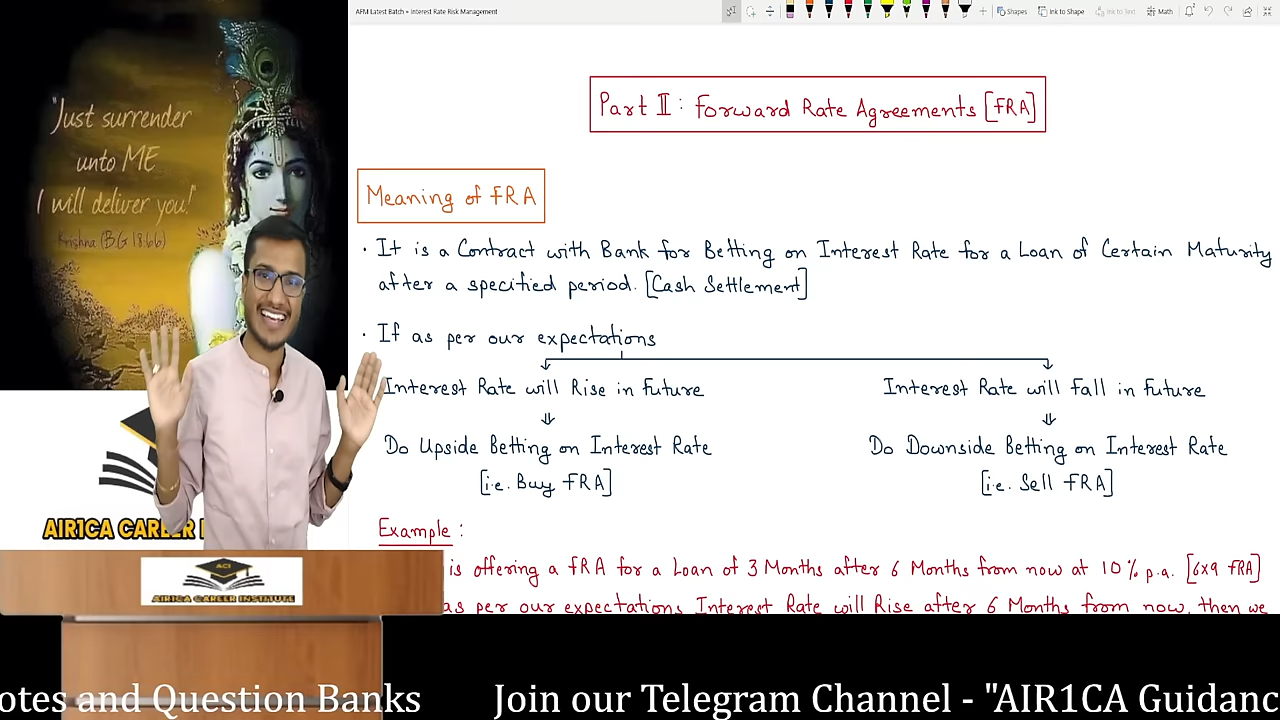 AFM Latest Batch » Interest Rate Risk Management
Shapes
Ink to Shape
Ink to Text
Math
"Just surrender
unto ME
I will deliver you!"
Krishna (B.G 18:66)
Part II : Forward Rate Agreements [FRA]
Meaning of FRA
· It is a Contract with Bank for Betting on Interest Rate for a Loan of Certain Maturity
after a specified period. [Cash Settlement]
· If as per our expectations
Interest Rate will Rise in Future
Interest Rate will Fall in Future
⇓ ⇓
Do Upside Betting on Interest Rate
Do Downside Betting on Interest Rate
[i.e. Buy FRA]
[i.e. Sell FRA]
Example :
is offering a FRA for a Loan of 3 Months after 6 Months from now at 10% p.a. [6x9 FRA]
as per our expectations Interest Rate will Rise after 6 Months from now, then we
AIR1CA CAREER I
ACI
AIR1CA CAREER INSTITUTE
otes and Question Banks
Join our Telegram Channel - "AIR1CA Guidanc